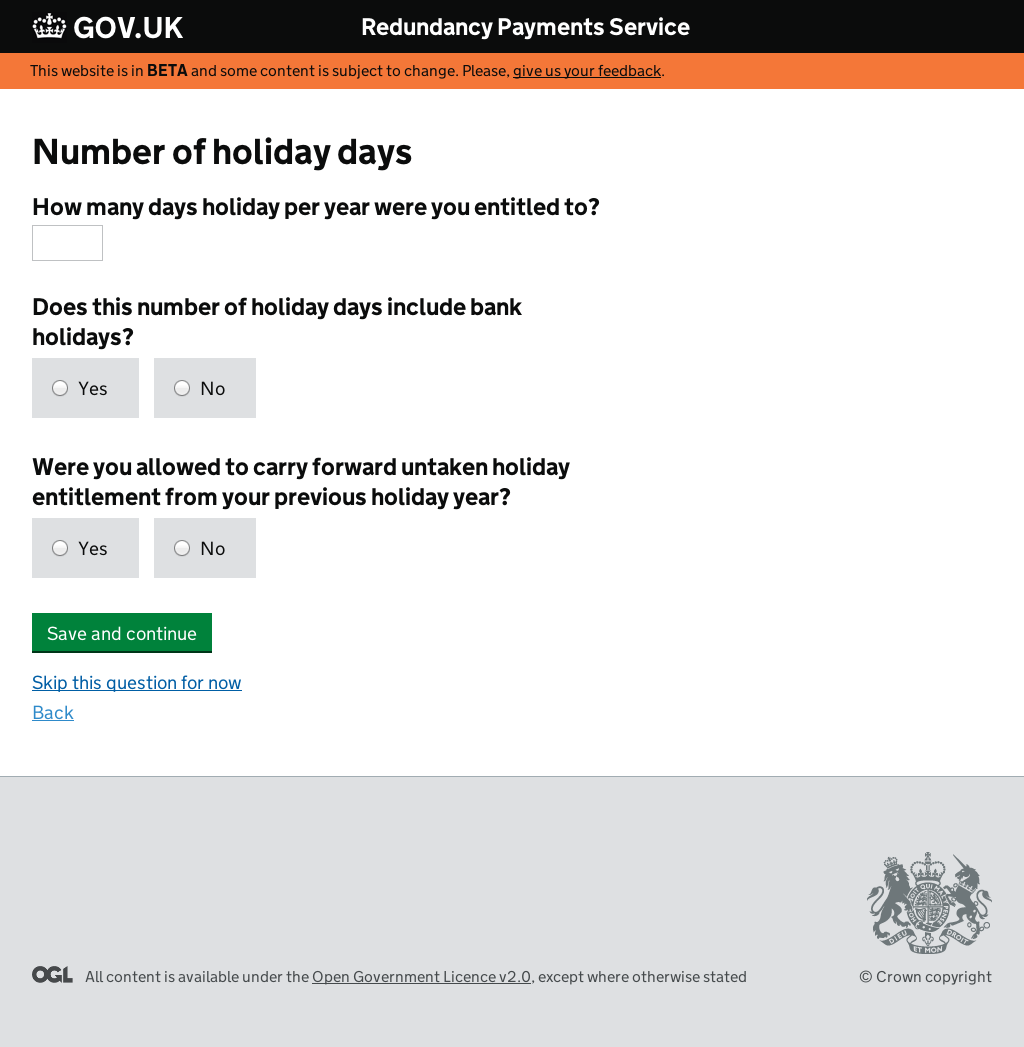 GOV.UK Redundancy Payments Service
This website is in BETA and some content is subject to change. Please, give us your feedback.
Number of holiday days
How many days holiday per year were you entitled to?
Does this number of holiday days include bank
holidays?
Yes No
Were you allowed to carry forward untaken holiday
entitlement from your previous holiday year?
Yes No
Save and continue
Skip this question for now
Back
DIEU ET MON DROIT
OGL All content is available under the Open Government Licence v2.0, except where otherwise stated © Crown copyright